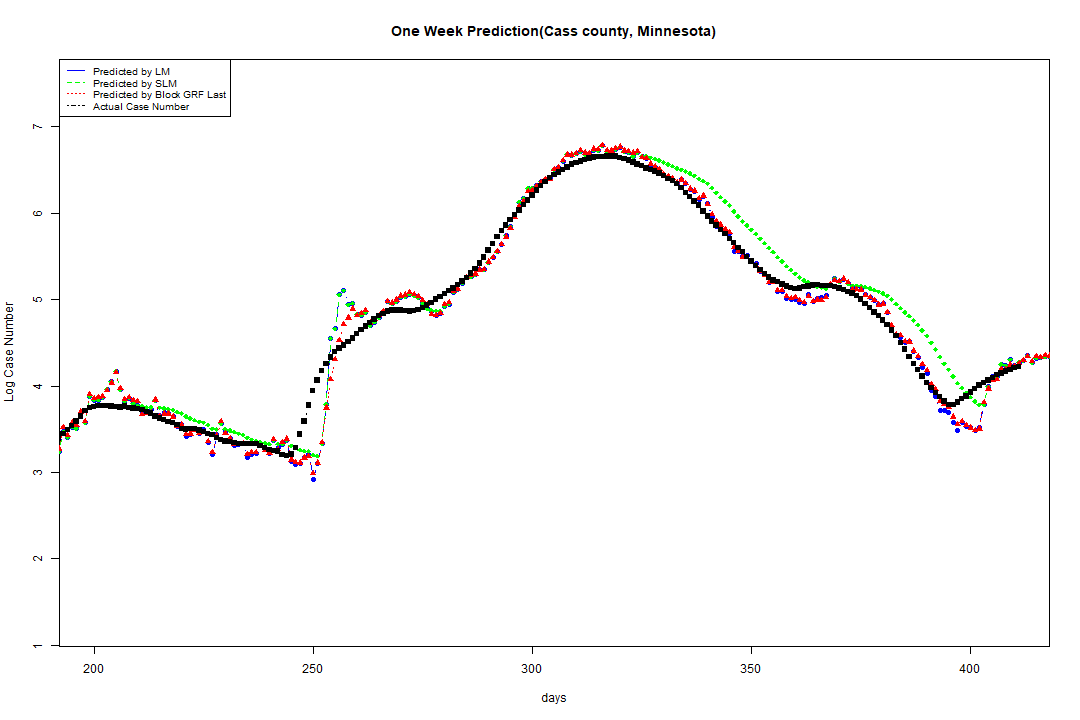 One Week Prediction(Cass county, Minnesota)
Predicted by LM
Predicted by SLM
Predicted by Block GRF Last
Actual Case Number
7
6
5
4
3
2
1
Log Case Number
200 250 300 350 400
days